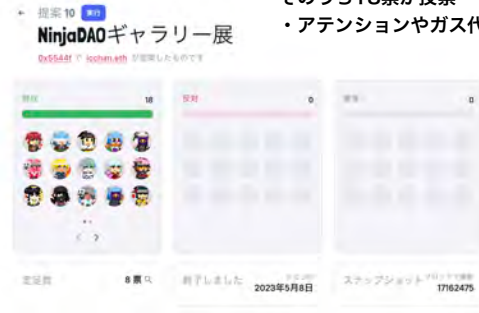 そのうち18票が投票
・アテンションやガス代
← 提案 10 実行
NinjaDAOギャラリー展
0x5544f で icchan.eth が提案したものです
賛成 18
反対 0
棄権 0
定足数 8 票
終了しました 2023年5月8日
スナップショット 17162475